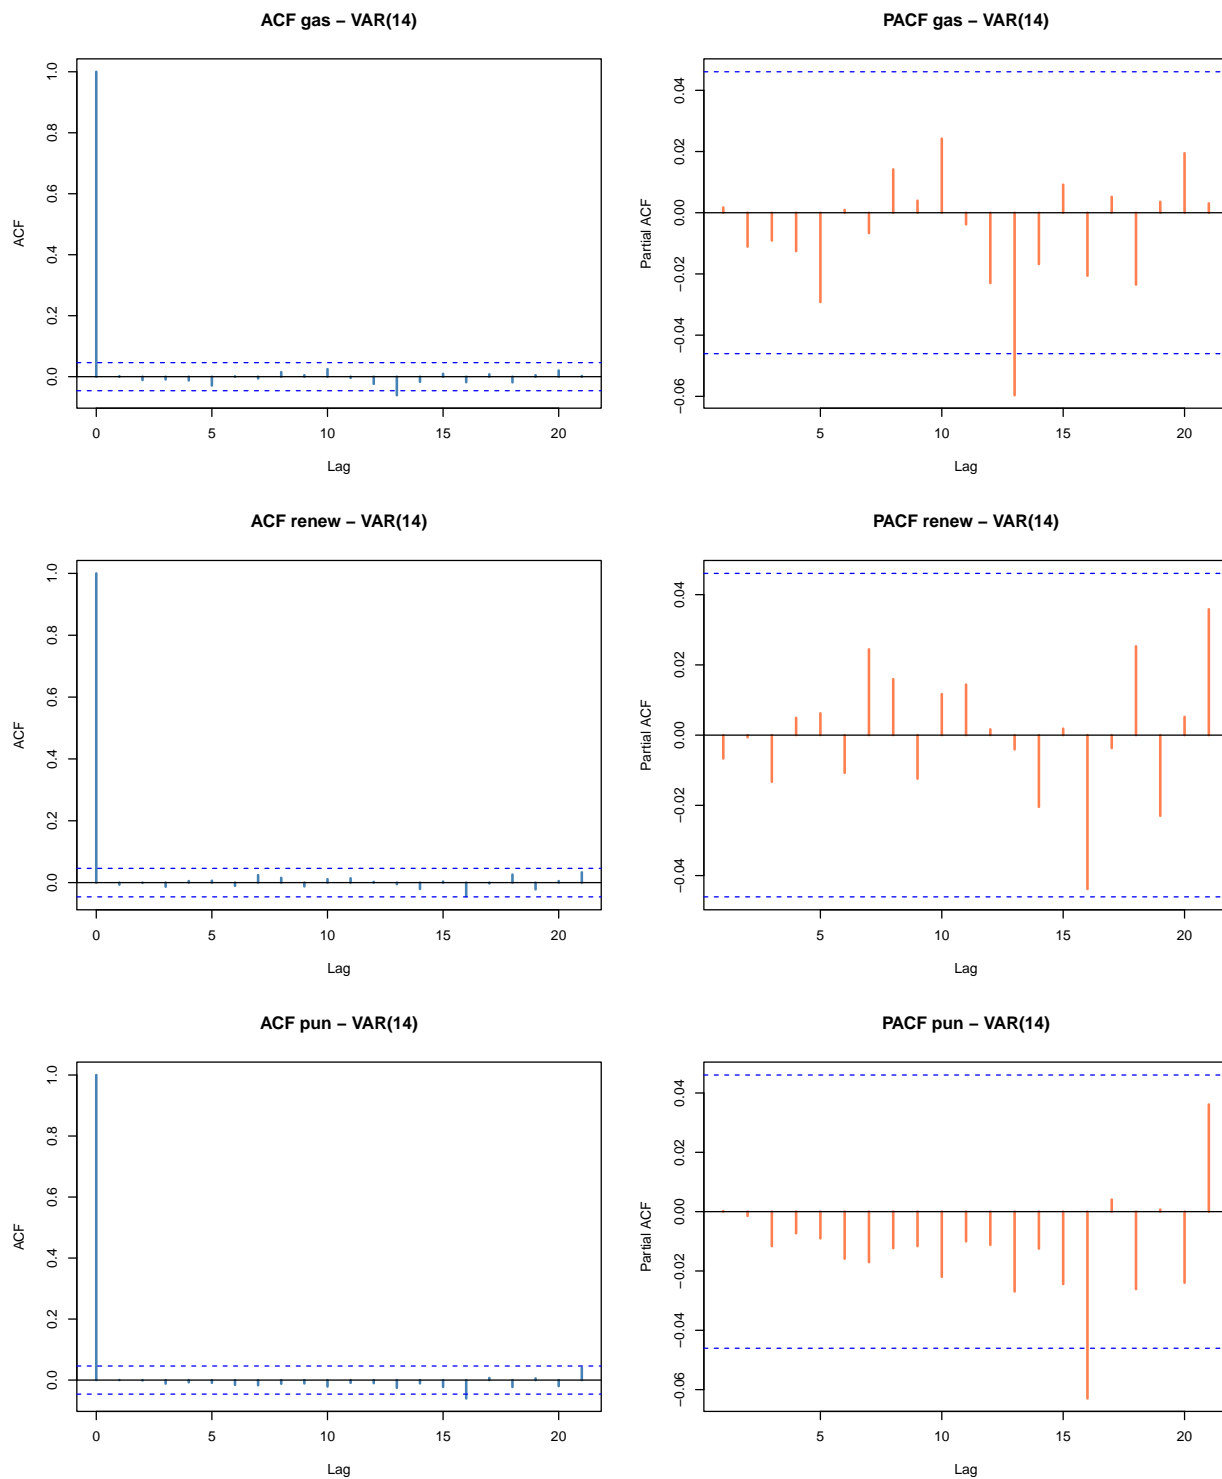 ACF gas − VAR(14)
ACF
1.0
0.8
0.6
0.4
0.2
0.0
0 5 10 15 20
Lag
PACF gas − VAR(14)
Partial ACF
0.04
0.02
0.00
−0.02
−0.04
−0.06
5 10 15 20
Lag
ACF renew − VAR(14)
ACF
1.0
0.8
0.6
0.4
0.2
0.0
0 5 10 15 20
Lag
PACF renew − VAR(14)
Partial ACF
0.04
0.02
0.00
−0.02
−0.04
5 10 15 20
Lag
ACF pun − VAR(14)
ACF
1.0
0.8
0.6
0.4
0.2
0.0
0 5 10 15 20
Lag
PACF pun − VAR(14)
Partial ACF
0.04
0.02
0.00
−0.02
−0.04
−0.06
5 10 15 20
Lag